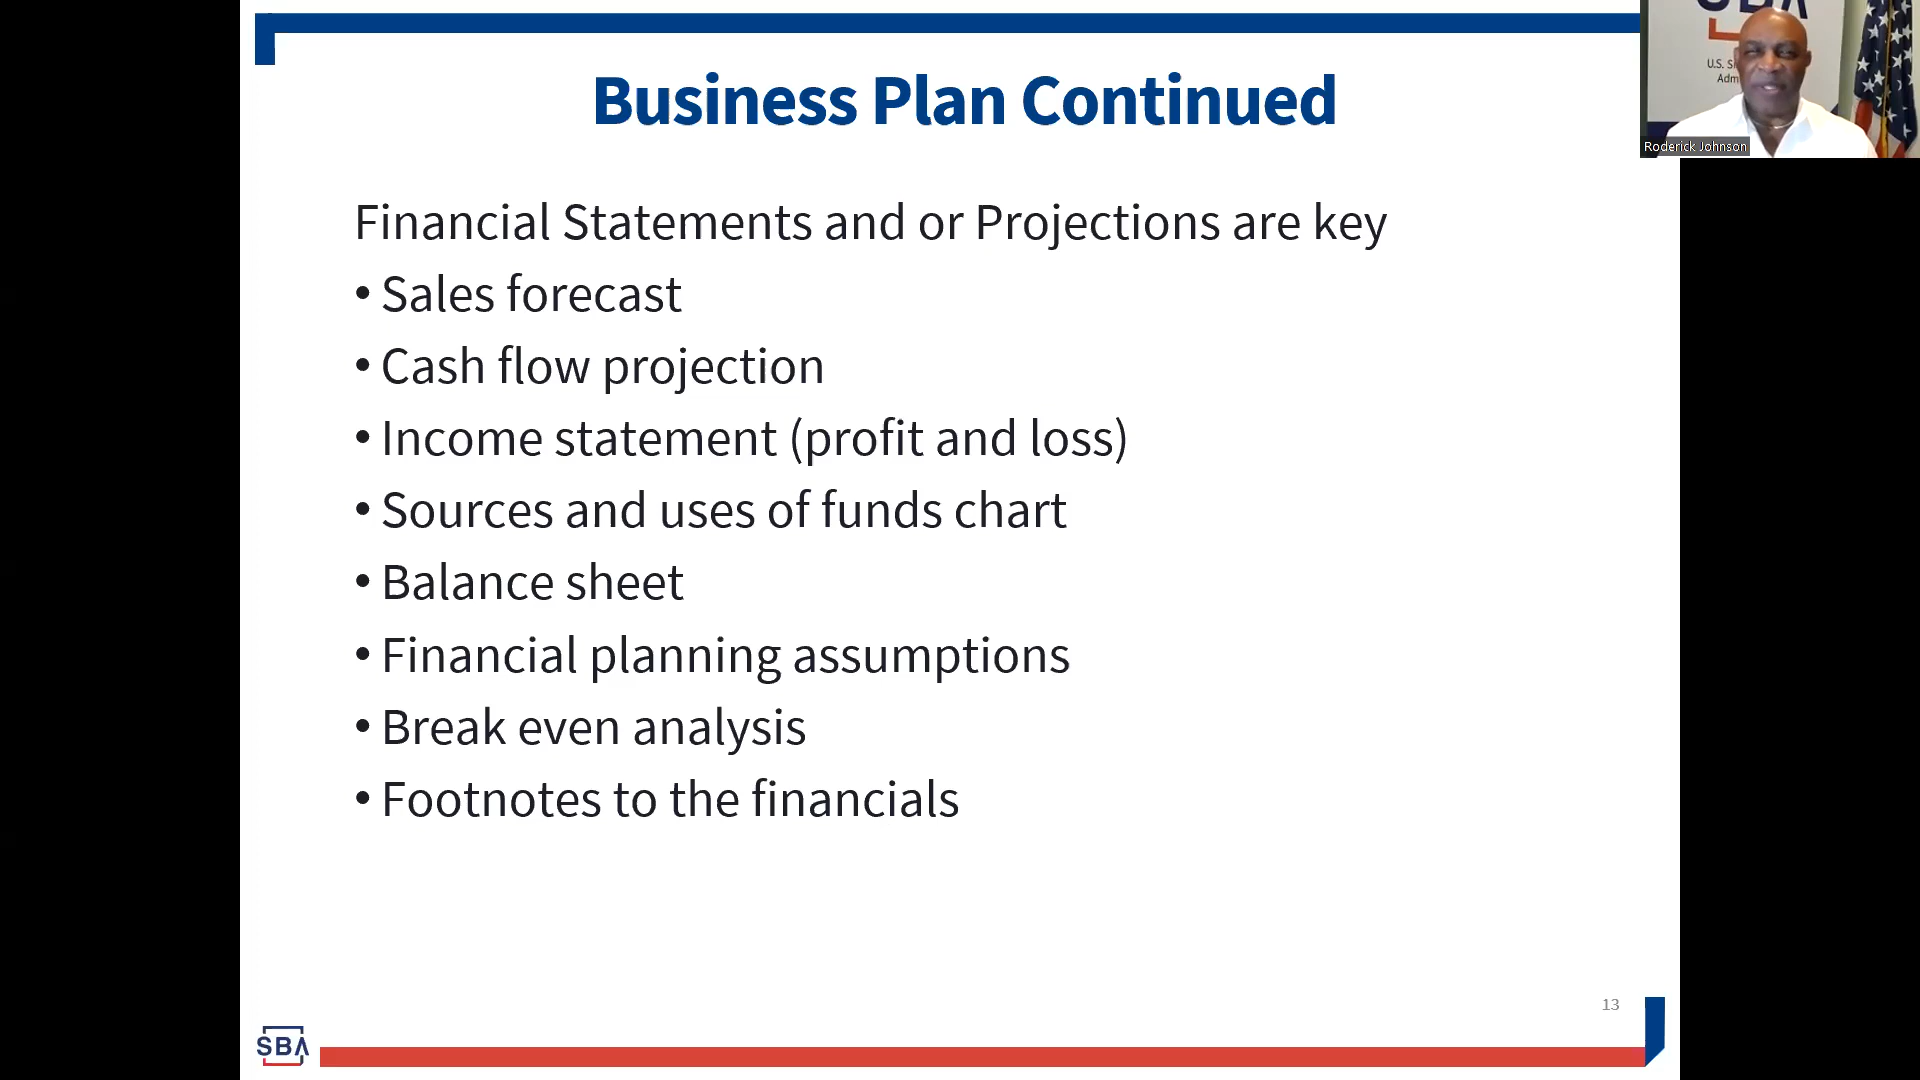 Business Plan Continued
SBA
U.S. S
Adm
Roderick Johnson
Financial Statements and or Projections are key
• Sales forecast
• Cash flow projection
• Income statement (profit and loss)
• Sources and uses of funds chart
• Balance sheet
• Financial planning assumptions
• Break even analysis
• Footnotes to the financials
13
SBA